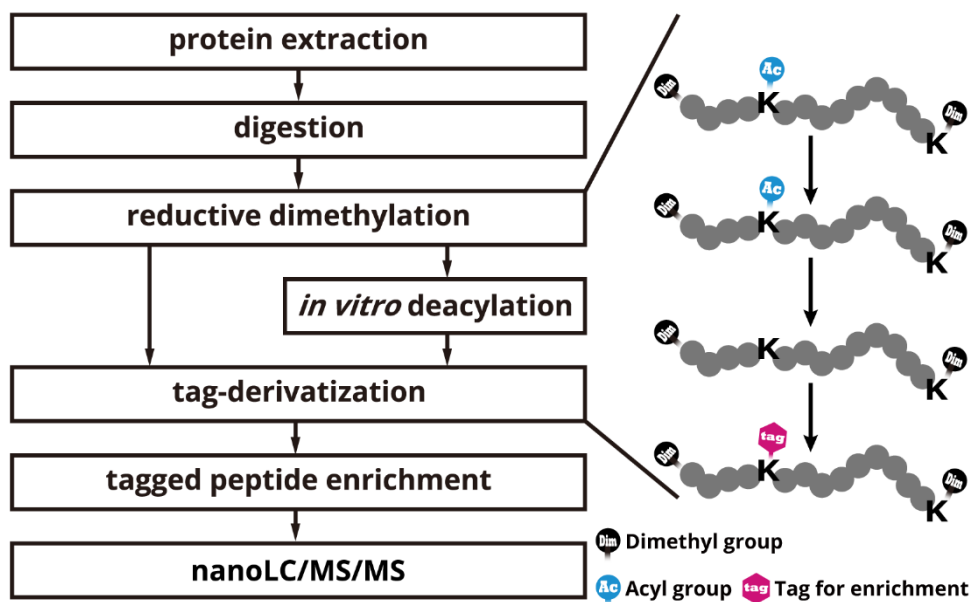 protein extraction
digestion
reductive dimethylation
in vitro deacylation
tag-derivatization
tagged peptide enrichment
nanoLC/MS/MS
Dim Ac K K Dim
Dim Ac K K Dim
Dim K K Dim
Dim tag K K Dim
Dim Dimethyl group
Ac Acyl group tag Tag for enrichment